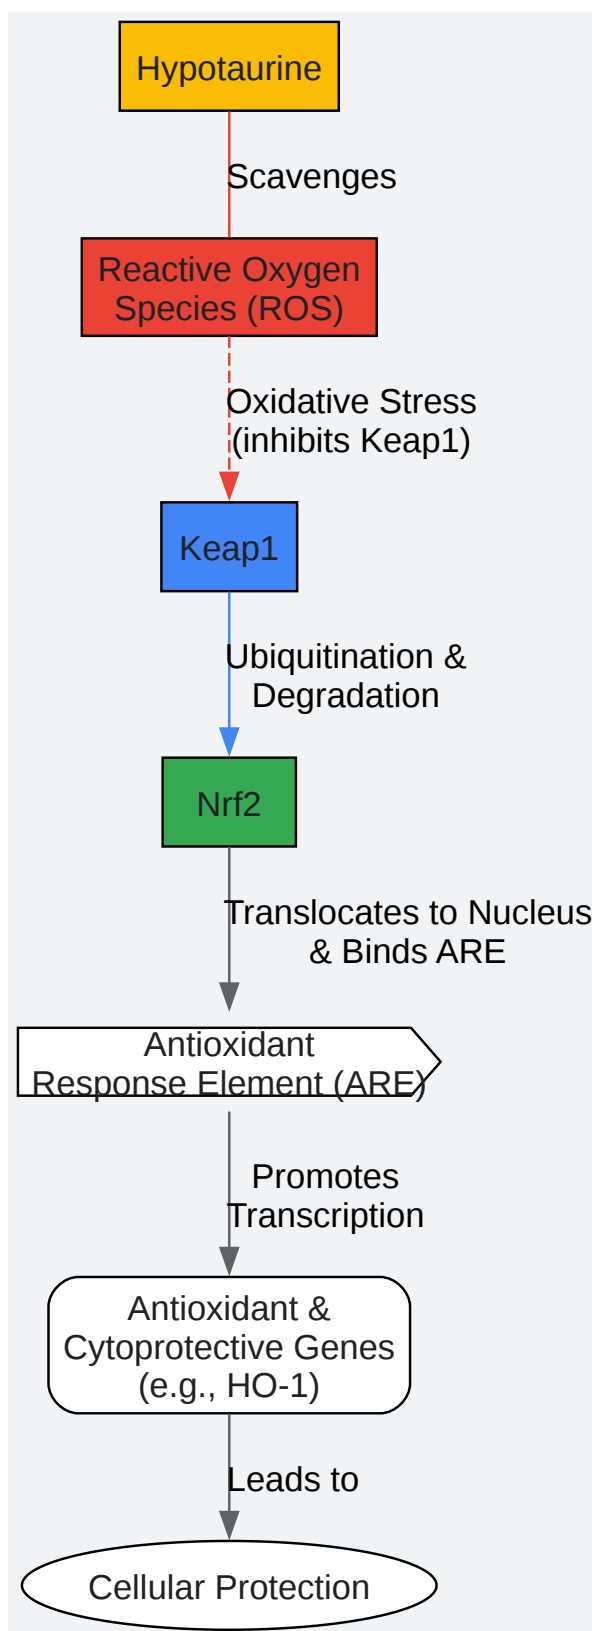 Hypotaurine
Scavenges
Reactive Oxygen
Species (ROS)
Oxidative Stress
(inhibits Keap1)
Keap1
Ubiquitination &
Degradation
Nrf2
Translocates to Nucleus
& Binds ARE
Antioxidant
Response Element (ARE)
Promotes
Transcription
Antioxidant &
Cytoprotective Genes
(e.g., HO-1)
Leads to
Cellular Protection